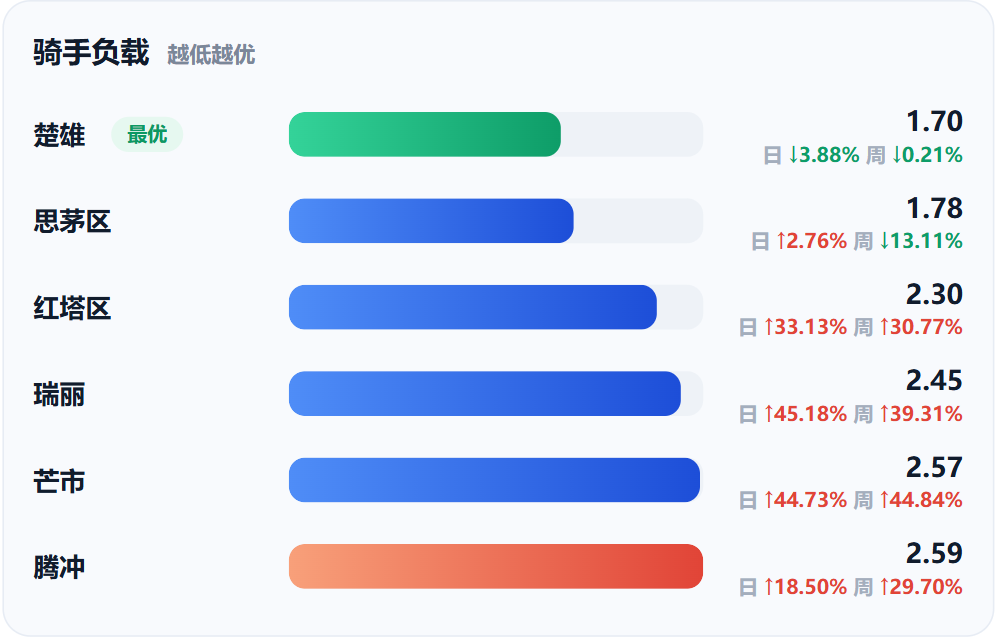 骑手负载 越低越优
楚雄 最优 1.70
日 ↓3.88% 周 ↓0.21%
思茅区 1.78
日 ↑2.76% 周 ↓13.11%
红塔区 2.30
日 ↑33.13% 周 ↑30.77%
瑞丽 2.45
日 ↑45.18% 周 ↑39.31%
芒市 2.57
日 ↑44.73% 周 ↑44.84%
腾冲 2.59
日 ↑18.50% 周 ↑29.70%